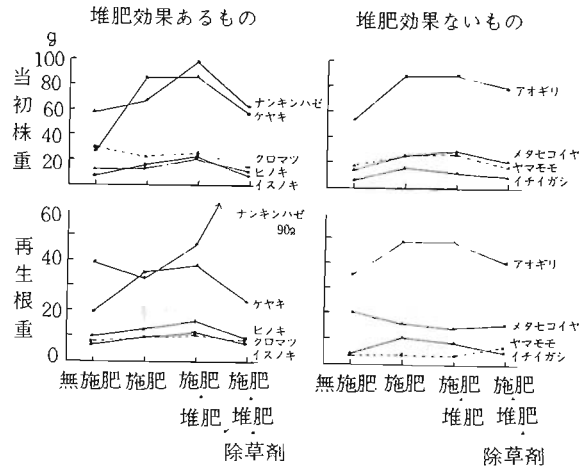 堆肥効果あるもの
堆肥効果ないもの
g
当初株重
100
80
60
40
20
ナンキンハゼ
ケヤキ
クロマツ
ヒノキ
イスノキ
アオギリ
メタセコイヤ
ヤマモモ
イチイガシ
再生根重
60
40
20
0
ナンキンハゼ
90g
ケヤキ
ヒノキ
クロマツ
イスノキ
アオギリ
メタセコイヤ
ヤマモモ
イチイガシ
無施肥 施肥 施肥・堆肥 施肥・堆肥・除草剤
無施肥 施肥 施肥・堆肥 施肥・堆肥・除草剤